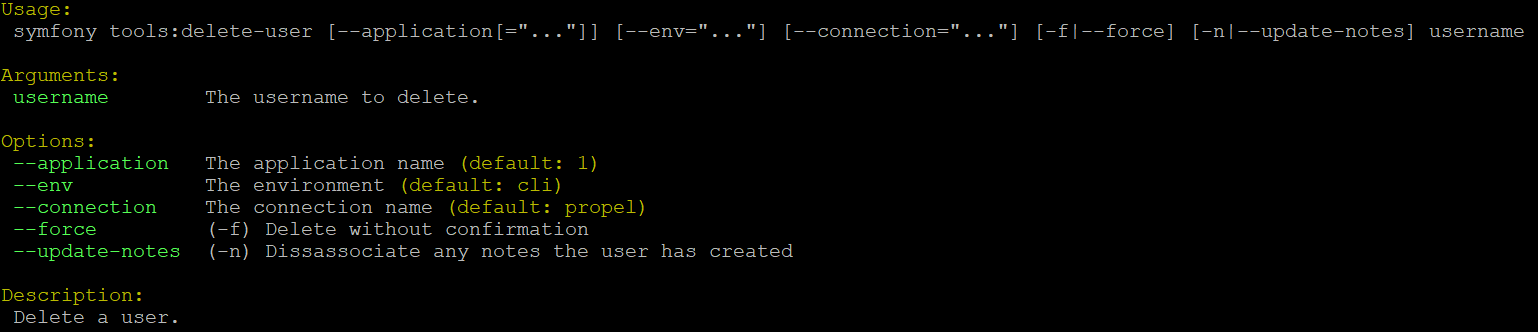 Usage:
 symfony tools:delete-user [--application[="..."]] [--env="..."] [--connection="..."] [-f|--force] [-n|--update-notes] username

Arguments:
 username        The username to delete.

Options:
 --application   The application name (default: 1)
 --env           The environment (default: cli)
 --connection    The connection name (default: propel)
 --force         (-f) Delete without confirmation
 --update-notes  (-n) Dissassociate any notes the user has created

Description:
 Delete a user.